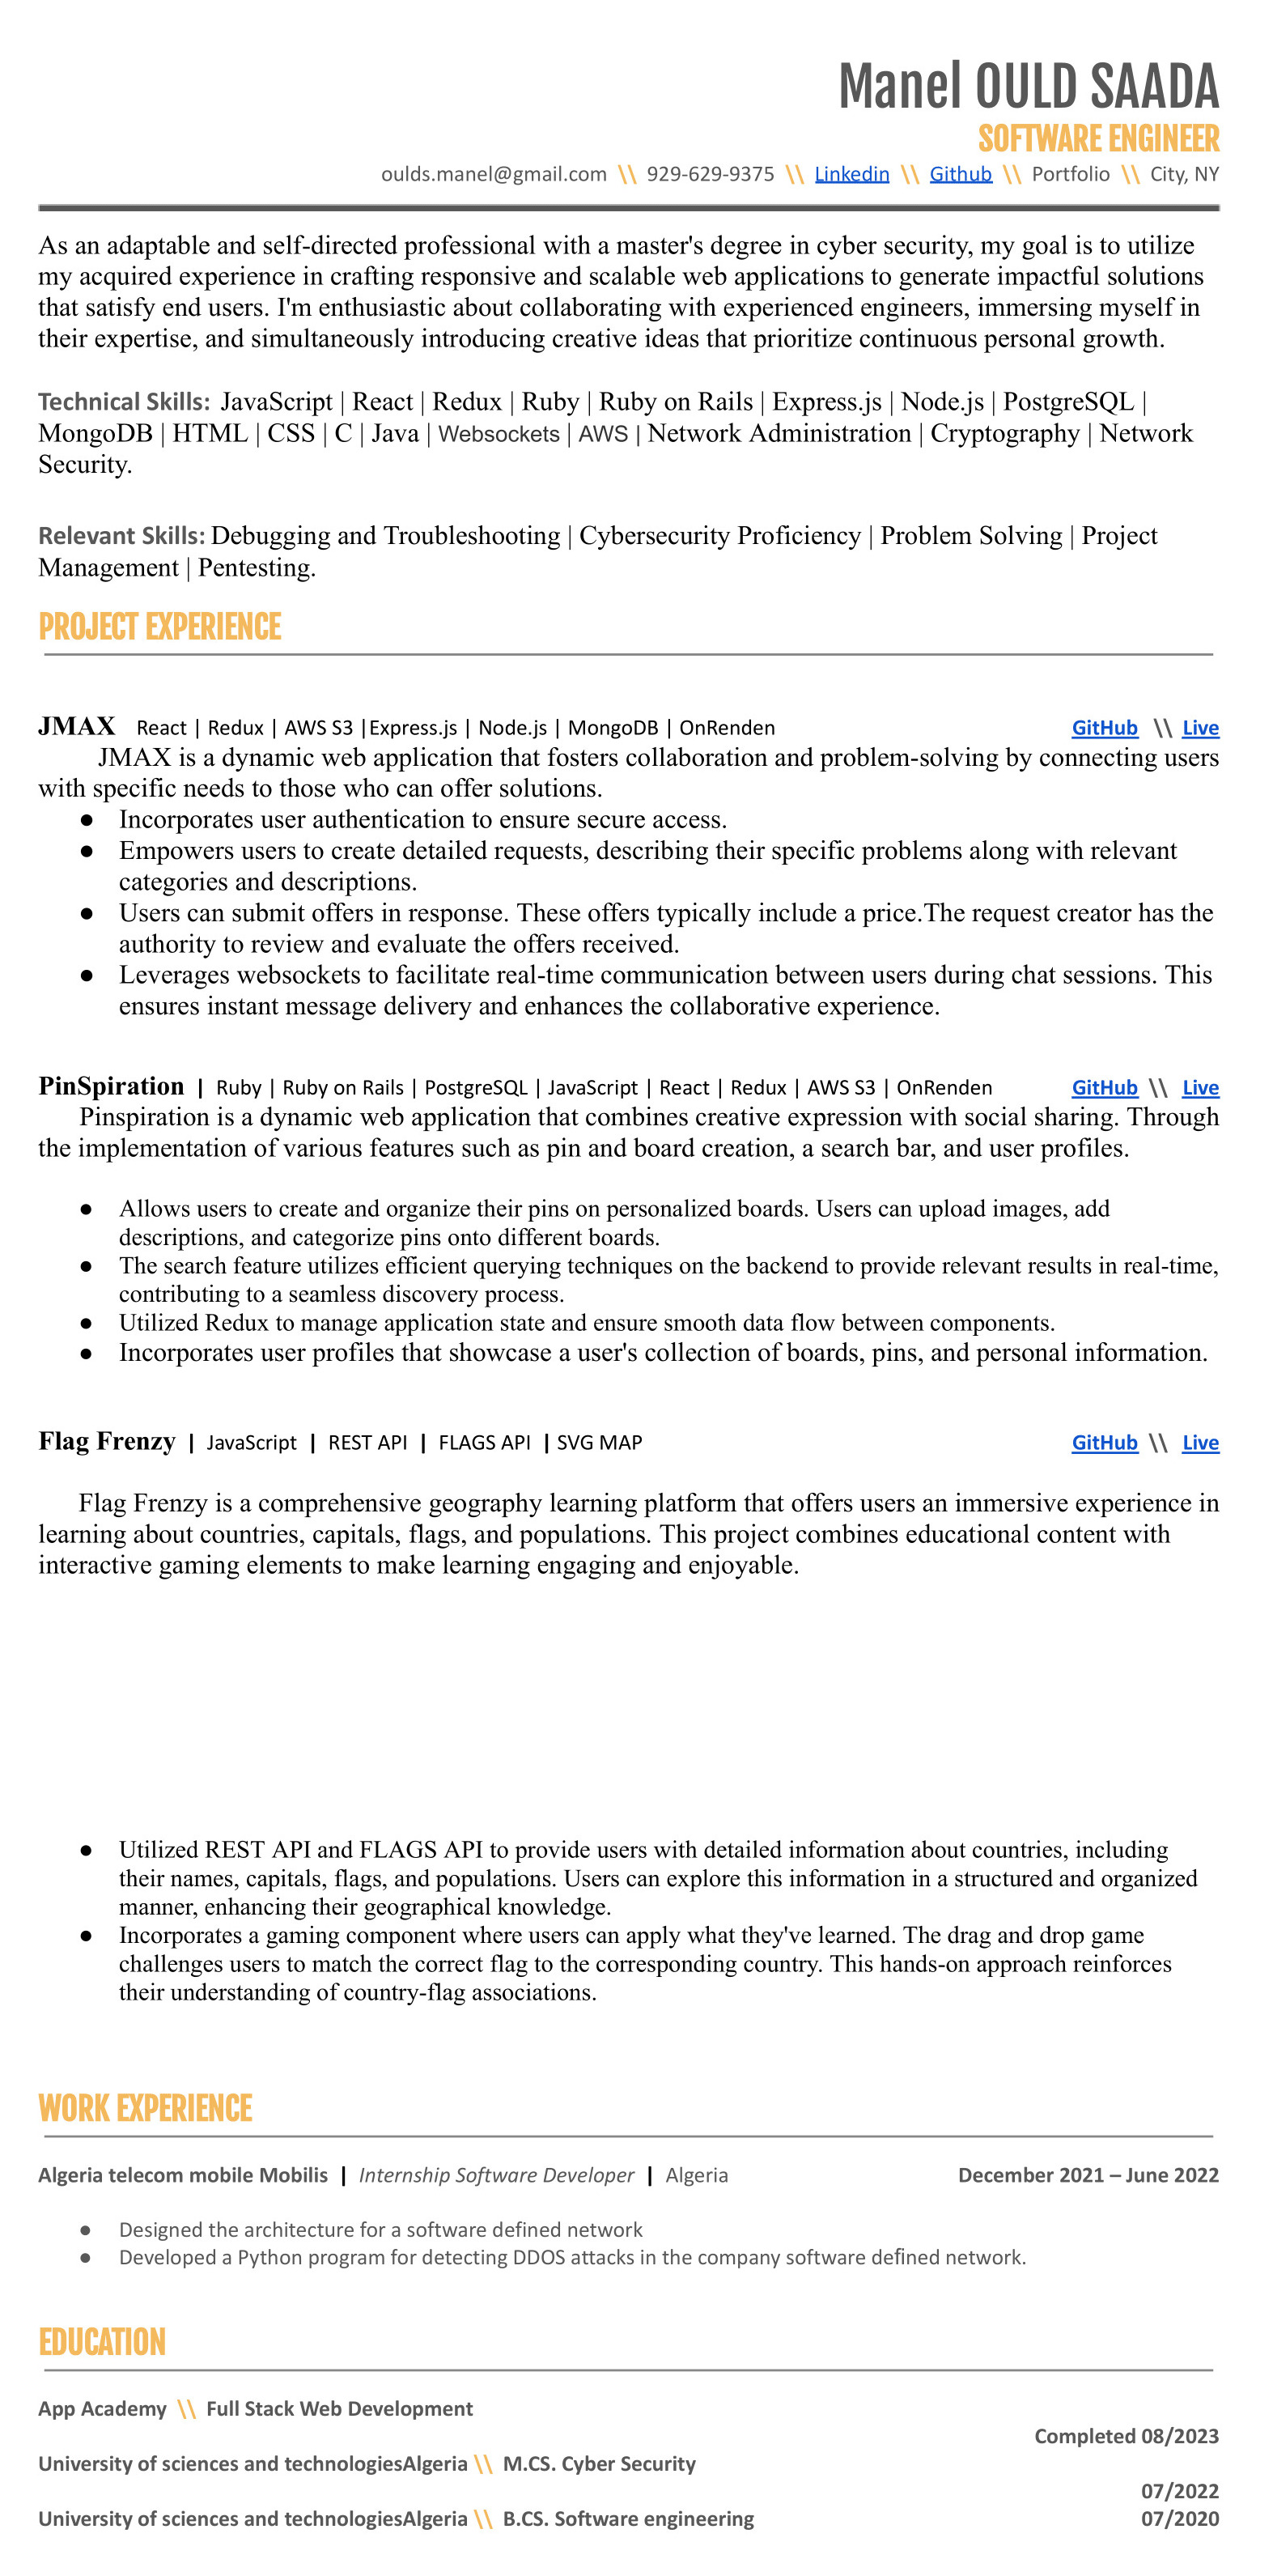 Manel OULD SAADA
SOFTWARE ENGINEER
oulds.manel@gmail.com \\ 929-629-9375 \\ Linkedin \\ Github \\ Portfolio \\ City, NY
As an adaptable and self-directed professional with a master's degree in cyber security, my goal is to utilize
my acquired experience in crafting responsive and scalable web applications to generate impactful solutions
that satisfy end users. I'm enthusiastic about collaborating with experienced engineers, immersing myself in
their expertise, and simultaneously introducing creative ideas that prioritize continuous personal growth.
Technical Skills: JavaScript | React | Redux | Ruby | Ruby on Rails | Express.js | Node.js | PostgreSQL |
MongoDB | HTML | CSS | C | Java | Websockets | AWS | Network Administration | Cryptography | Network
Security.
Relevant Skills: Debugging and Troubleshooting | Cybersecurity Proficiency | Problem Solving | Project
Management | Pentesting.
PROJECT EXPERIENCE
JMAX React | Redux | AWS S3 |Express.js | Node.js | MongoDB | OnRenden GitHub \\ Live
JMAX is a dynamic web application that fosters collaboration and problem-solving by connecting users
with specific needs to those who can offer solutions.
● Incorporates user authentication to ensure secure access.
● Empowers users to create detailed requests, describing their specific problems along with relevant
categories and descriptions.
● Users can submit offers in response. These offers typically include a price.The request creator has the
authority to review and evaluate the offers received.
● Leverages websockets to facilitate real-time communication between users during chat sessions. This
ensures instant message delivery and enhances the collaborative experience.
PinSpiration | Ruby | Ruby on Rails | PostgreSQL | JavaScript | React | Redux | AWS S3 | OnRenden GitHub \\ Live
Pinspiration is a dynamic web application that combines creative expression with social sharing. Through
the implementation of various features such as pin and board creation, a search bar, and user profiles.
● Allows users to create and organize their pins on personalized boards. Users can upload images, add
descriptions, and categorize pins onto different boards.
● The search feature utilizes efficient querying techniques on the backend to provide relevant results in real-time,
contributing to a seamless discovery process.
● Utilized Redux to manage application state and ensure smooth data flow between components.
● Incorporates user profiles that showcase a user's collection of boards, pins, and personal information.
Flag Frenzy | JavaScript | REST API | FLAGS API | SVG MAP GitHub \\ Live
Flag Frenzy is a comprehensive geography learning platform that offers users an immersive experience in
learning about countries, capitals, flags, and populations. This project combines educational content with
interactive gaming elements to make learning engaging and enjoyable.
● Utilized REST API and FLAGS API to provide users with detailed information about countries, including
their names, capitals, flags, and populations. Users can explore this information in a structured and organized
manner, enhancing their geographical knowledge.
● Incorporates a gaming component where users can apply what they've learned. The drag and drop game
challenges users to match the correct flag to the corresponding country. This hands-on approach reinforces
their understanding of country-flag associations.
WORK EXPERIENCE
Algeria telecom mobile Mobilis | Internship Software Developer | Algeria December 2021 – June 2022
● Designed the architecture for a software defined network
● Developed a Python program for detecting DDOS attacks in the company software defined network.
EDUCATION
App Academy \\ Full Stack Web Development
Completed 08/2023
University of sciences and technologiesAlgeria \\ M.CS. Cyber Security
07/2022
University of sciences and technologiesAlgeria \\ B.CS. Software engineering 07/2020